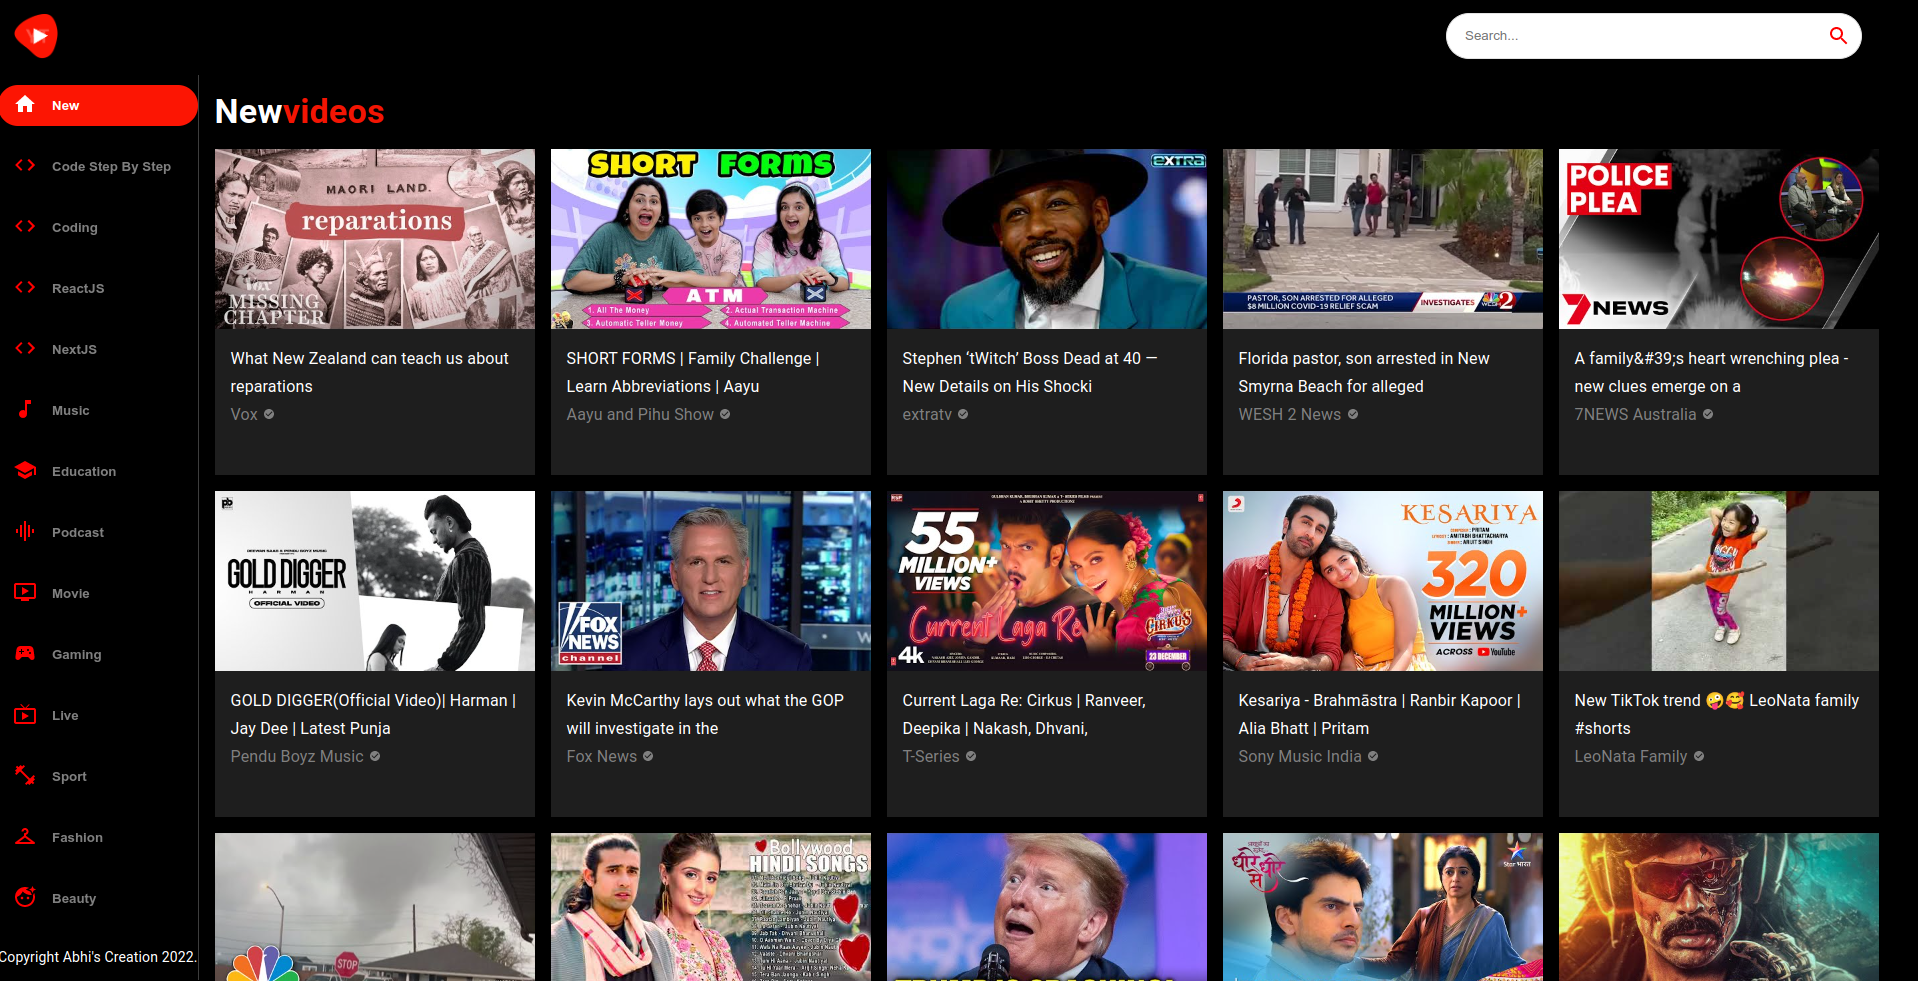 Search...
New
Code Step By Step
Coding
ReactJS
NextJS
Music
Education
Podcast
Movie
Gaming
Live
Sport
Fashion
Beauty
Copyright Abhi's Creation 2022.
Newvideos
MAORI LAND.
reparations
Vox
MISSING
CHAPTER
What New Zealand can teach us about
reparations
Vox
SHORT FORMS
ATM
1. All The Money
2. Actual Transaction Machine
3. Automatic Teller Money
4. Automated Teller Machine
SHORT FORMS | Family Challenge |
Learn Abbreviations | Aayu
Aayu and Pihu Show
extra
Stephen ‘tWitch’ Boss Dead at 40 —
New Details on His Shocki
extratv
PASTOR, SON ARRESTED FOR ALLEGED
$8 MILLION COVID-19 RELIEF SCAM
INVESTIGATES
WESH 2
Florida pastor, son arrested in New
Smyrna Beach for alleged
WESH 2 News
POLICE
PLEA
7NEWS
A family&#39;s heart wrenching plea -
new clues emerge on a
7NEWS Australia
GOLD DIGGER
HARMAN
OFFICIAL VIDEO
GOLD DIGGER(Official Video)| Harman |
Jay Dee | Latest Punja
Pendu Boyz Music
FOX
NEWS
channel
Kevin McCarthy lays out what the GOP
will investigate in the
Fox News
55
MILLION+
VIEWS
Current Laga Re
CIRKUS
4k
23 DECEMBER
Current Laga Re: Cirkus | Ranveer,
Deepika | Nakash, Dhvani,
T-Series
KESARIYA
PRITAM
AMITABH BHATTACHARYA
ARIJIT SINGH
320
MILLION+
VIEWS
ACROSS YouTube
Kesariya - Brahmāstra | Ranbir Kapoor |
Alia Bhatt | Pritam
Sony Music India
New TikTok trend 🤪🥰 LeoNata family
#shorts
LeoNata Family
STOP
Bollywood
HINDI SONGS
धीरे धीरे से
Star भारत